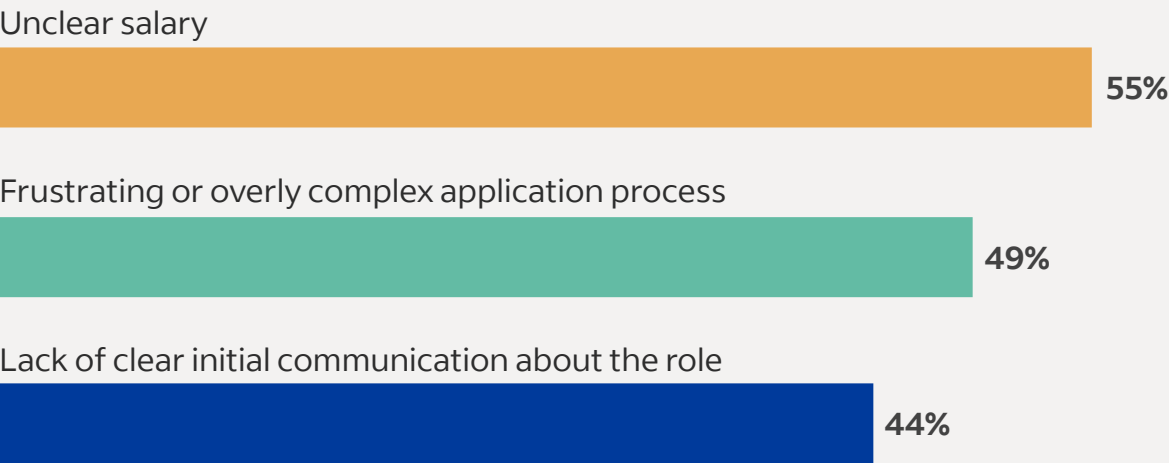 Unclear salary
55%
Frustrating or overly complex application process
49%
Lack of clear initial communication about the role
44%